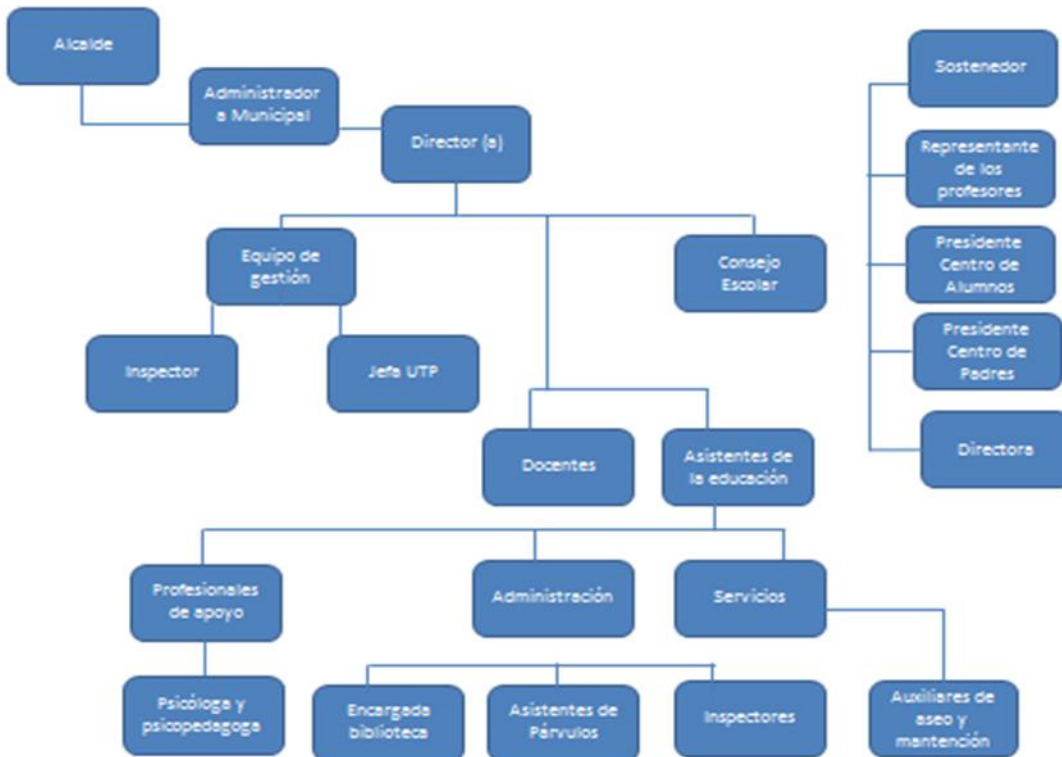 Alcalde
Administrador
a Municipal
Director (a)
Sostenedor
Representante
de los
profesores
Presidente
Centro de
Alumnos
Presidente
Centro de
Padres
Directora
Equipo de
gestión
Consejo
Escolar
Inspector
Jefa UTP
Docentes
Asistentes de
la educación
Profesionales
de apoyo
Administración
Servicios
Psicóloga y
psicopedagoga
Encargada
biblioteca
Asistentes de
Párvulos
Inspectores
Auxiliares de
aseo y
mantención